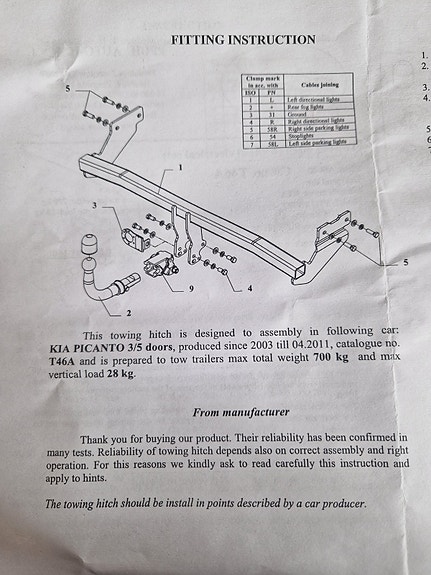 FITTING INSTRUCTION
Clamp mark in acc. with Cables joining
ISO PN
1 L Left directional lights
2 + Rear fog lights
3 31 Ground
4 R Right directional lights
5 58R Right side parking lights
6 54 Stoplights
7 58L Left side parking lights
5
1
3
2
9
4
5
This towing hitch is designed to assembly in following car:
KIA PICANTO 3/5 doors, produced since 2003 till 04.2011, catalogue no.
T46A and is prepared to tow trailers max total weight 700 kg and max
vertical load 28 kg.
From manufacturer
Thank you for buying our product. Their reliability has been confirmed in
many tests. Reliability of towing hitch depends also on correct assembly and right
operation. For this reasons we kindly ask to read carefully this instruction and
apply to hints.
The towing hitch should be install in points described by a car producer.
1.
2.
3.
4.
5